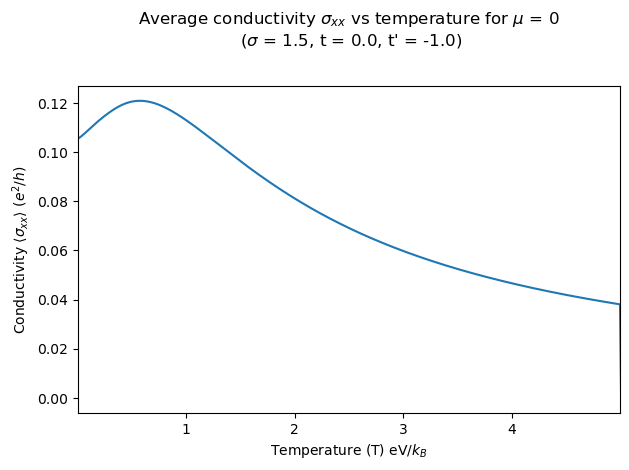 Average conductivity σxx vs temperature for μ = 0
(σ = 1.5, t = 0.0, t' = -1.0)
0.12
0.10
0.08
0.06
0.04
0.02
0.00
Conductivity ⟨σxx⟩ (e²/h)
1 2 3 4
Temperature (T) eV/kB